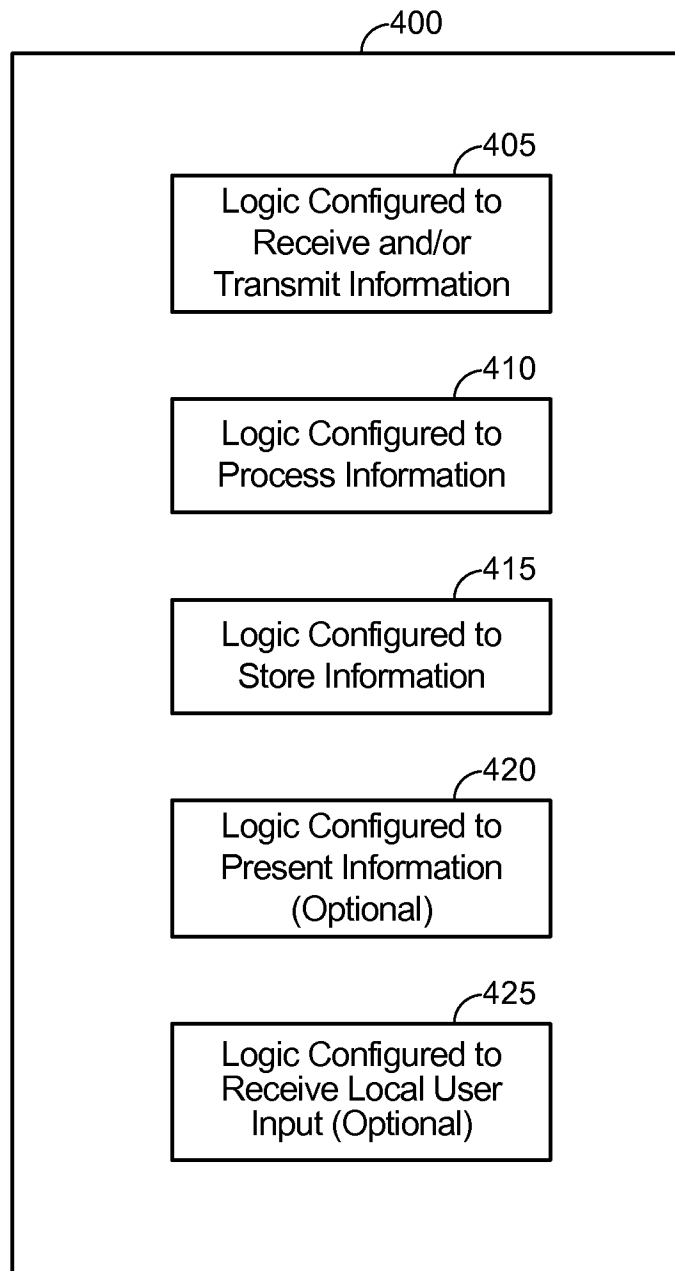 400
405
Logic Configured to
Receive and/or
Transmit Information
410
Logic Configured to
Process Information
415
Logic Configured to
Store Information
420
Logic Configured to
Present Information
(Optional)
425
Logic Configured to
Receive Local User
Input (Optional)